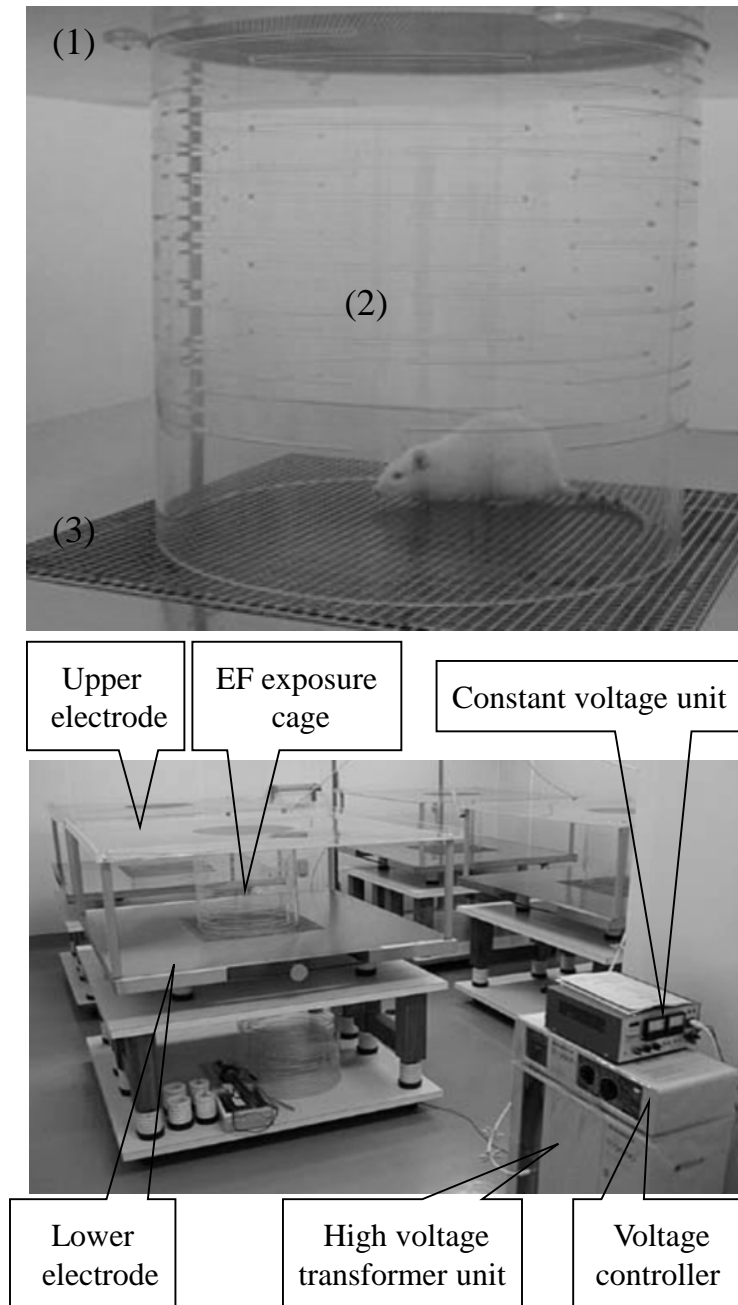 (1)
(2)
(3)
Upper
electrode
EF exposure
cage
Constant voltage unit
Lower
electrode
High voltage
transformer unit
Voltage
controller